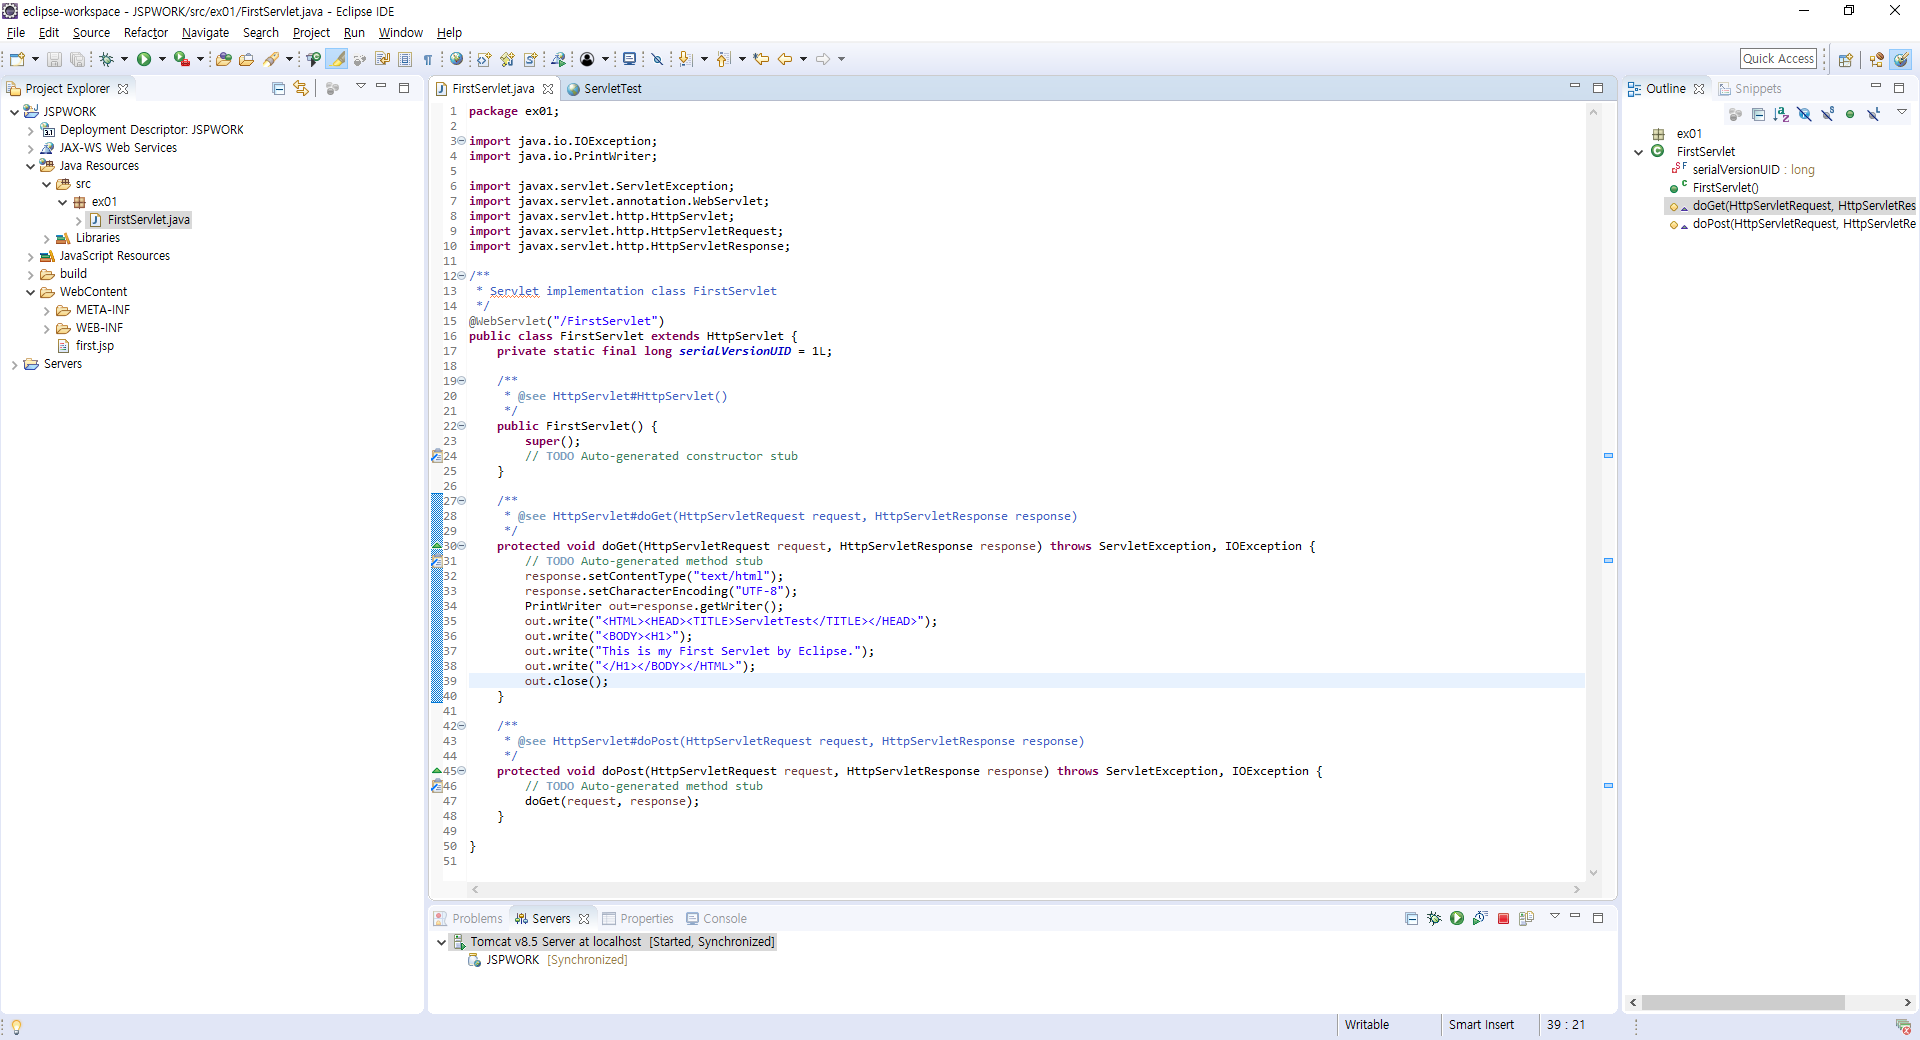 eclipse-workspace - JSPWORK/src/ex01/FirstServlet.java - Eclipse IDE
File Edit Source Refactor Navigate Search Project Run Window Help
Quick Access
Project Explorer
JSPWORK
Deployment Descriptor: JSPWORK
JAX-WS Web Services
Java Resources
src
ex01
FirstServlet.java
Libraries
JavaScript Resources
build
WebContent
META-INF
WEB-INF
first.jsp
Servers
FirstServlet.java ServletTest
1 package ex01;
2
3 import java.io.IOException;
4 import java.io.PrintWriter;
5
6 import javax.servlet.ServletException;
7 import javax.servlet.annotation.WebServlet;
8 import javax.servlet.http.HttpServlet;
9 import javax.servlet.http.HttpServletRequest;
10 import javax.servlet.http.HttpServletResponse;
11
12 /**
13  * Servlet implementation class FirstServlet
14  */
15 @WebServlet("/FirstServlet")
16 public class FirstServlet extends HttpServlet {
17     private static final long serialVersionUID = 1L;
18
19     /**
20      * @see HttpServlet#HttpServlet()
21      */
22     public FirstServlet() {
23         super();
24         // TODO Auto-generated constructor stub
25     }
26
27     /**
28      * @see HttpServlet#doGet(HttpServletRequest request, HttpServletResponse response)
29      */
30     protected void doGet(HttpServletRequest request, HttpServletResponse response) throws ServletException, IOException {
31         // TODO Auto-generated method stub
32         response.setContentType("text/html");
33         response.setCharacterEncoding("UTF-8");
34         PrintWriter out=response.getWriter();
35         out.write("<HTML><HEAD><TITLE>ServletTest</TITLE></HEAD>");
36         out.write("<BODY><H1>");
37         out.write("This is my First Servlet by Eclipse.");
38         out.write("</H1></BODY></HTML>");
39         out.close();
40     }
41
42     /**
43      * @see HttpServlet#doPost(HttpServletRequest request, HttpServletResponse response)
44      */
45     protected void doPost(HttpServletRequest request, HttpServletResponse response) throws ServletException, IOException {
46         // TODO Auto-generated method stub
47         doGet(request, response);
48     }
49
50 }
51
Problems Servers Properties Console
Tomcat v8.5 Server at localhost [Started, Synchronized]
JSPWORK [Synchronized]
Outline Snippets
ex01
FirstServlet
serialVersionUID : long
FirstServlet()
doGet(HttpServletRequest, HttpServletRes
doPost(HttpServletRequest, HttpServletRe
Writable Smart Insert 39 : 21